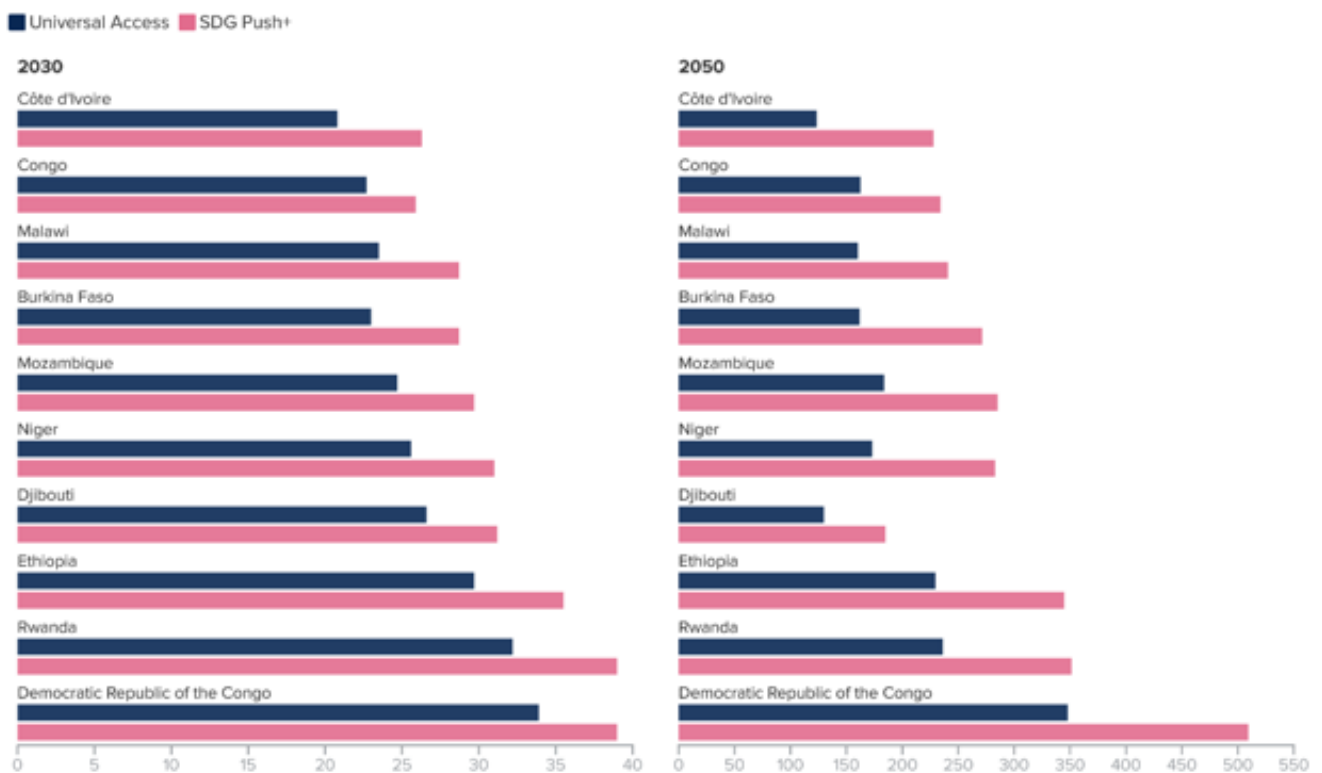 Universal Access SDG Push+
2030
Côte d'Ivoire
Congo
Malawi
Burkina Faso
Mozambique
Niger
Djibouti
Ethiopia
Rwanda
Democratic Republic of the Congo
0 5 10 15 20 25 30 35 40
2050
Côte d'Ivoire
Congo
Malawi
Burkina Faso
Mozambique
Niger
Djibouti
Ethiopia
Rwanda
Democratic Republic of the Congo
0 50 100 150 200 250 300 350 400 450 500 550